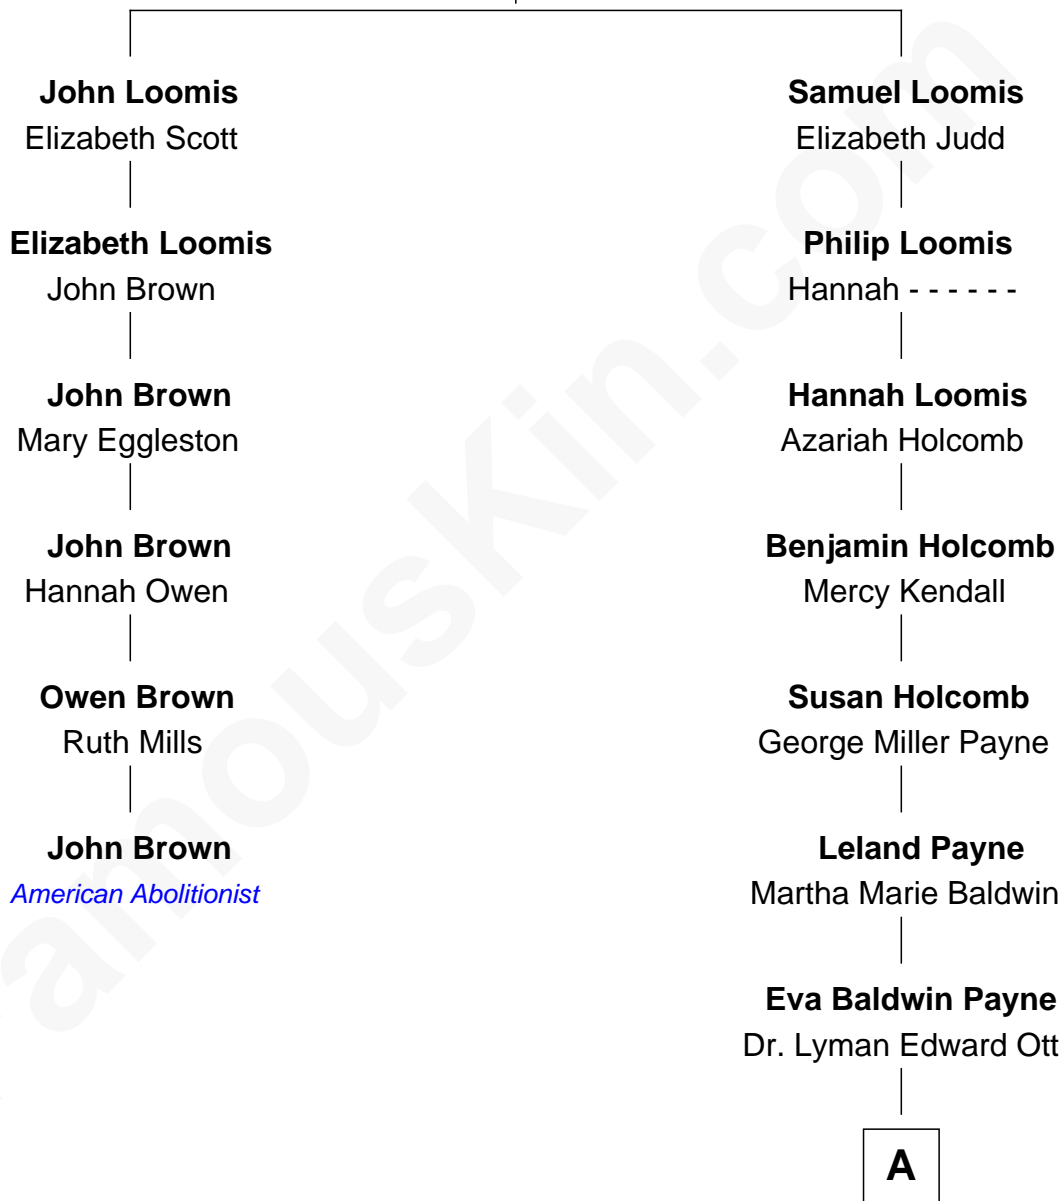 John Loomis
Elizabeth Scott
Samuel Loomis
Elizabeth Judd
Elizabeth Loomis
John Brown
Philip Loomis
Hannah - - - - - -
John Brown
Mary Eggleston
Hannah Loomis
Azariah Holcomb
John Brown
Hannah Owen
Benjamin Holcomb
Mercy Kendall
Owen Brown
Ruth Mills
Susan Holcomb
George Miller Payne
John Brown
American Abolitionist
Leland Payne
Martha Marie Baldwin
Eva Baldwin Payne
Dr. Lyman Edward Ott
A
amouskin.com